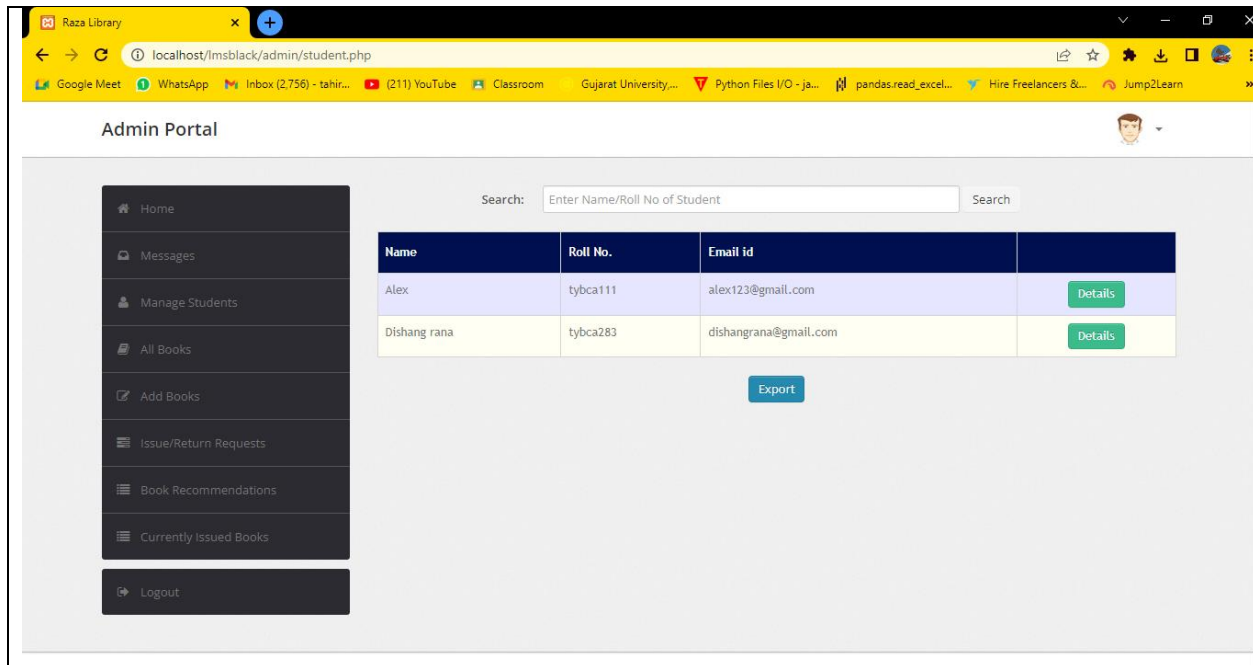 Raza Library
localhost/lmsblack/admin/student.php
Google Meet WhatsApp Inbox (2,756) - tahir... (211) YouTube Classroom Gujarat University,... Python Files I/O - ja... pandas.read_excel... Hire Freelancers &... Jump2Learn »
Admin Portal
Home
Messages
Manage Students
All Books
Add Books
Issue/Return Requests
Book Recommendations
Currently Issued Books
Logout
Search: Enter Name/Roll No of Student Search
Name Roll No. Email id
Alex tybca111 alex123@gmail.com Details
Dishang rana tybca283 dishangrana@gmail.com Details
Export